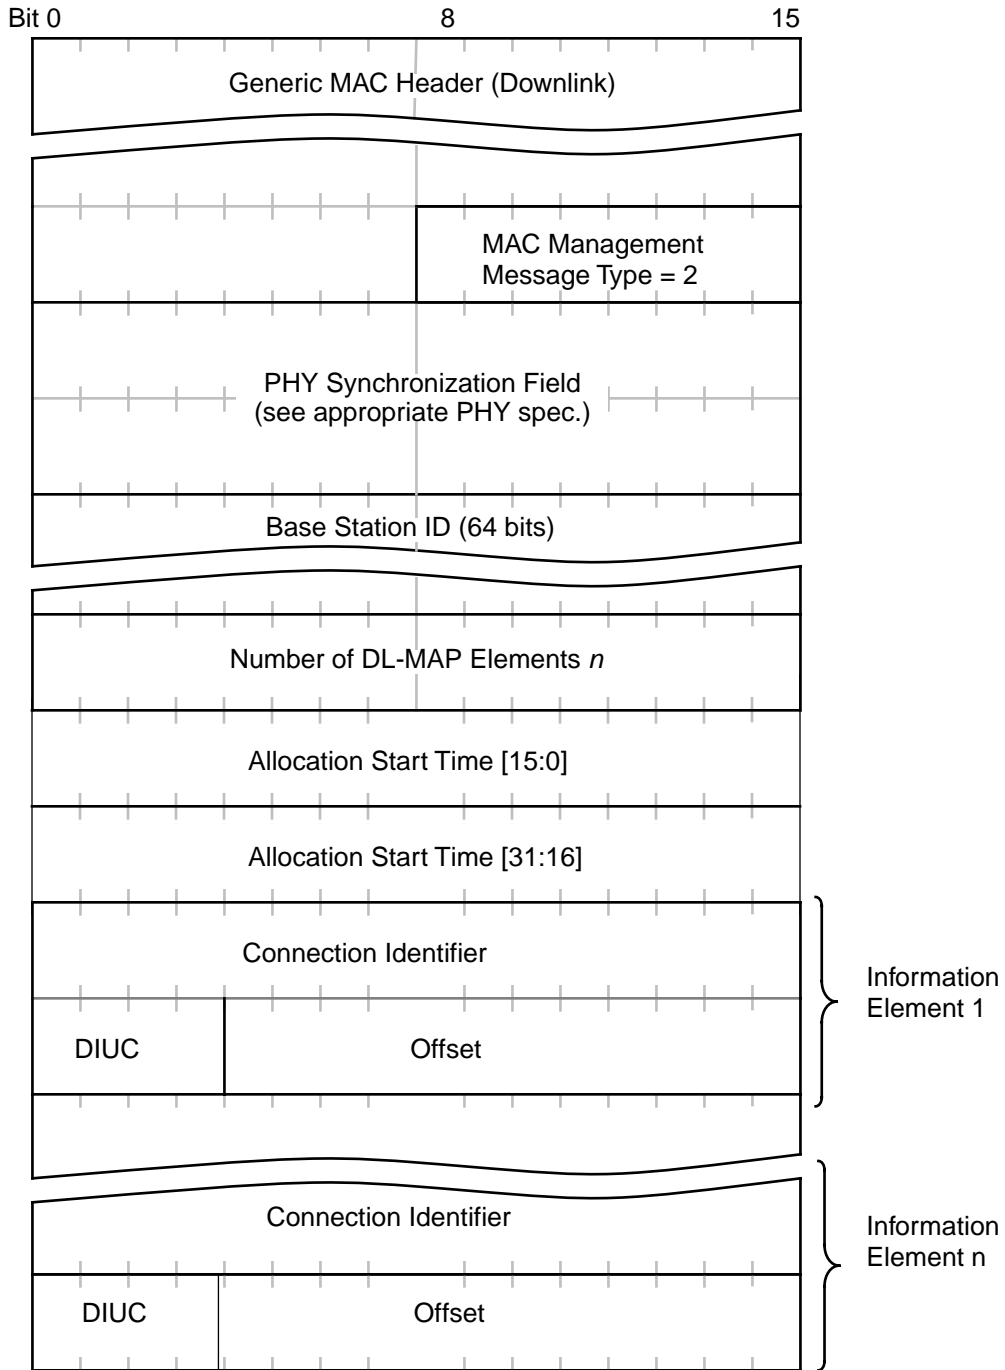 Bit 0 8 15
Generic MAC Header (Downlink)
MAC Management
Message Type = 2
PHY Synchronization Field
(see appropriate PHY spec.)
Base Station ID (64 bits)
Number of DL-MAP Elements n
Allocation Start Time [15:0]
Allocation Start Time [31:16]
Connection Identifier
Information
Element 1
DIUC Offset
Connection Identifier
Information
Element n
DIUC Offset